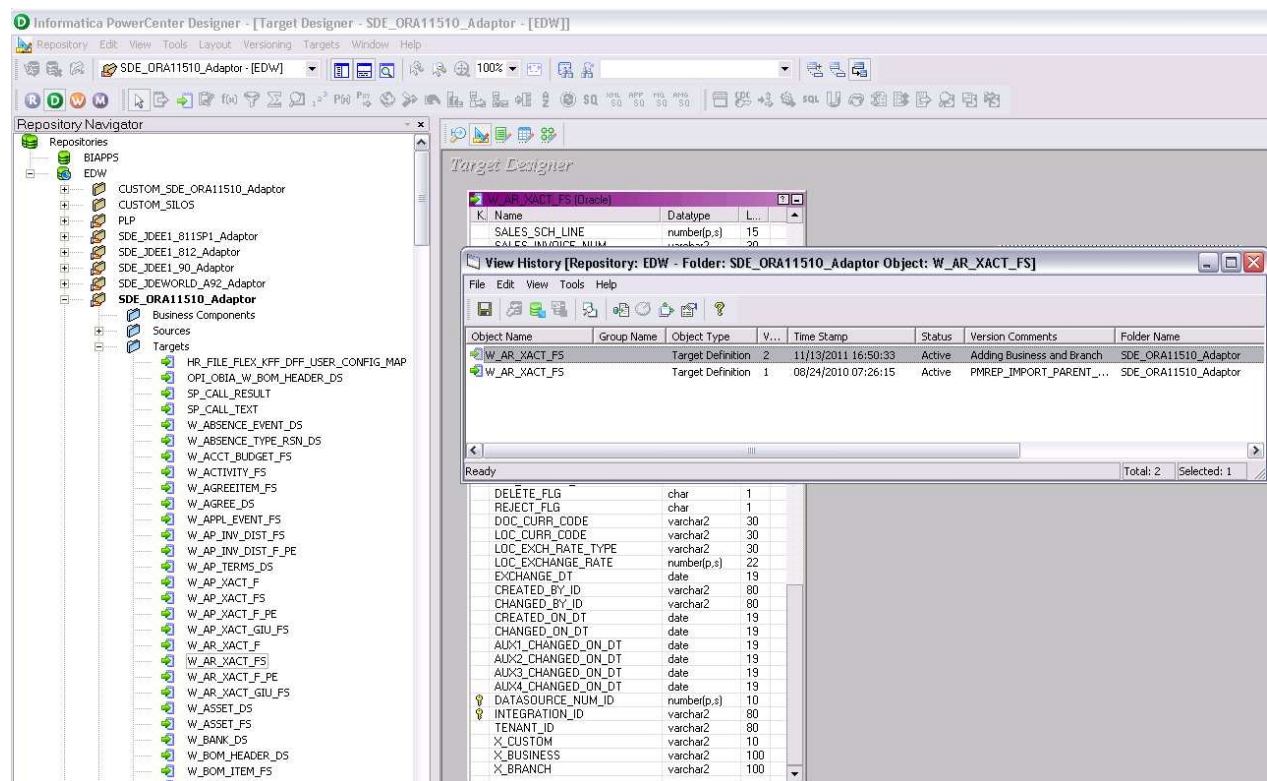 Informatica PowerCenter Designer - [Target Designer - SDE_ORA11510_Adaptor - [EDW]]
Repository Edit View Tools Layout Versioning Targets Window Help
SDE_ORA11510_Adaptor - [EDW]
100%
Repository Navigator
Repositories
BIAPPS
EDW
CUSTOM_SDE_ORA11510_Adaptor
CUSTOM_SILOS
PLP
SDE_JDEE1_811SP1_Adaptor
SDE_JDEE1_812_Adaptor
SDE_JDEE1_90_Adaptor
SDE_JDEWORLD_A92_Adaptor
SDE_ORA11510_Adaptor
Business Components
Sources
Targets
HR_FILE_FLEX_KFF_DFF_USER_CONFIG_MAP
OPI_OBIA_W_BOM_HEADER_DS
SP_CALL_RESULT
SP_CALL_TEXT
W_ABSENCE_EVENT_DS
W_ABSENCE_TYPE_RSN_DS
W_ACCT_BUDGET_FS
W_ACTIVITY_FS
W_AGREEITEM_FS
W_AGREE_DS
W_APPL_EVENT_FS
W_AP_INV_DIST_FS
W_AP_INV_DIST_F_PE
W_AP_TERMS_DS
W_AP_XACT_F
W_AP_XACT_FS
W_AP_XACT_F_PE
W_AP_XACT_GIU_FS
W_AR_XACT_F
W_AR_XACT_FS
W_AR_XACT_F_PE
W_AR_XACT_GIU_FS
W_ASSET_DS
W_ASSET_FS
W_BANK_DS
W_BOM_HEADER_DS
W_BOM_ITEM_FS
Target Designer
W_AR_XACT_FS (Oracle)
K. Name Datatype L...
SALES_SCH_LINE number(p,s) 15
SALES_INVOICE_NUM varchar2 30
View History [Repository: EDW - Folder: SDE_ORA11510_Adaptor Object: W_AR_XACT_FS]
File Edit View Tools Help
Object Name Group Name Object Type V... Time Stamp Status Version Comments Folder Name
W_AR_XACT_FS Target Definition 2 11/13/2011 16:50:33 Active Adding Business and Branch SDE_ORA11510_Adaptor
W_AR_XACT_FS Target Definition 1 08/24/2010 07:26:15 Active PMREP_IMPORT_PARENT_... SDE_ORA11510_Adaptor
Ready Total: 2 Selected: 1
DELETE_FLG char 1
REJECT_FLG char 1
DOC_CURR_CODE varchar2 30
LOC_CURR_CODE varchar2 30
LOC_EXCH_RATE_TYPE varchar2 30
LOC_EXCHANGE_RATE number(p,s) 22
EXCHANGE_DT date 19
CREATED_BY_ID varchar2 80
CHANGED_BY_ID varchar2 80
CREATED_ON_DT date 19
CHANGED_ON_DT date 19
AUX1_CHANGED_ON_DT date 19
AUX2_CHANGED_ON_DT date 19
AUX3_CHANGED_ON_DT date 19
AUX4_CHANGED_ON_DT date 19
DATASOURCE_NUM_ID number(p,s) 10
INTEGRATION_ID varchar2 80
TENANT_ID varchar2 80
X_CUSTOM varchar2 10
X_BUSINESS varchar2 100
X_BRANCH varchar2 100